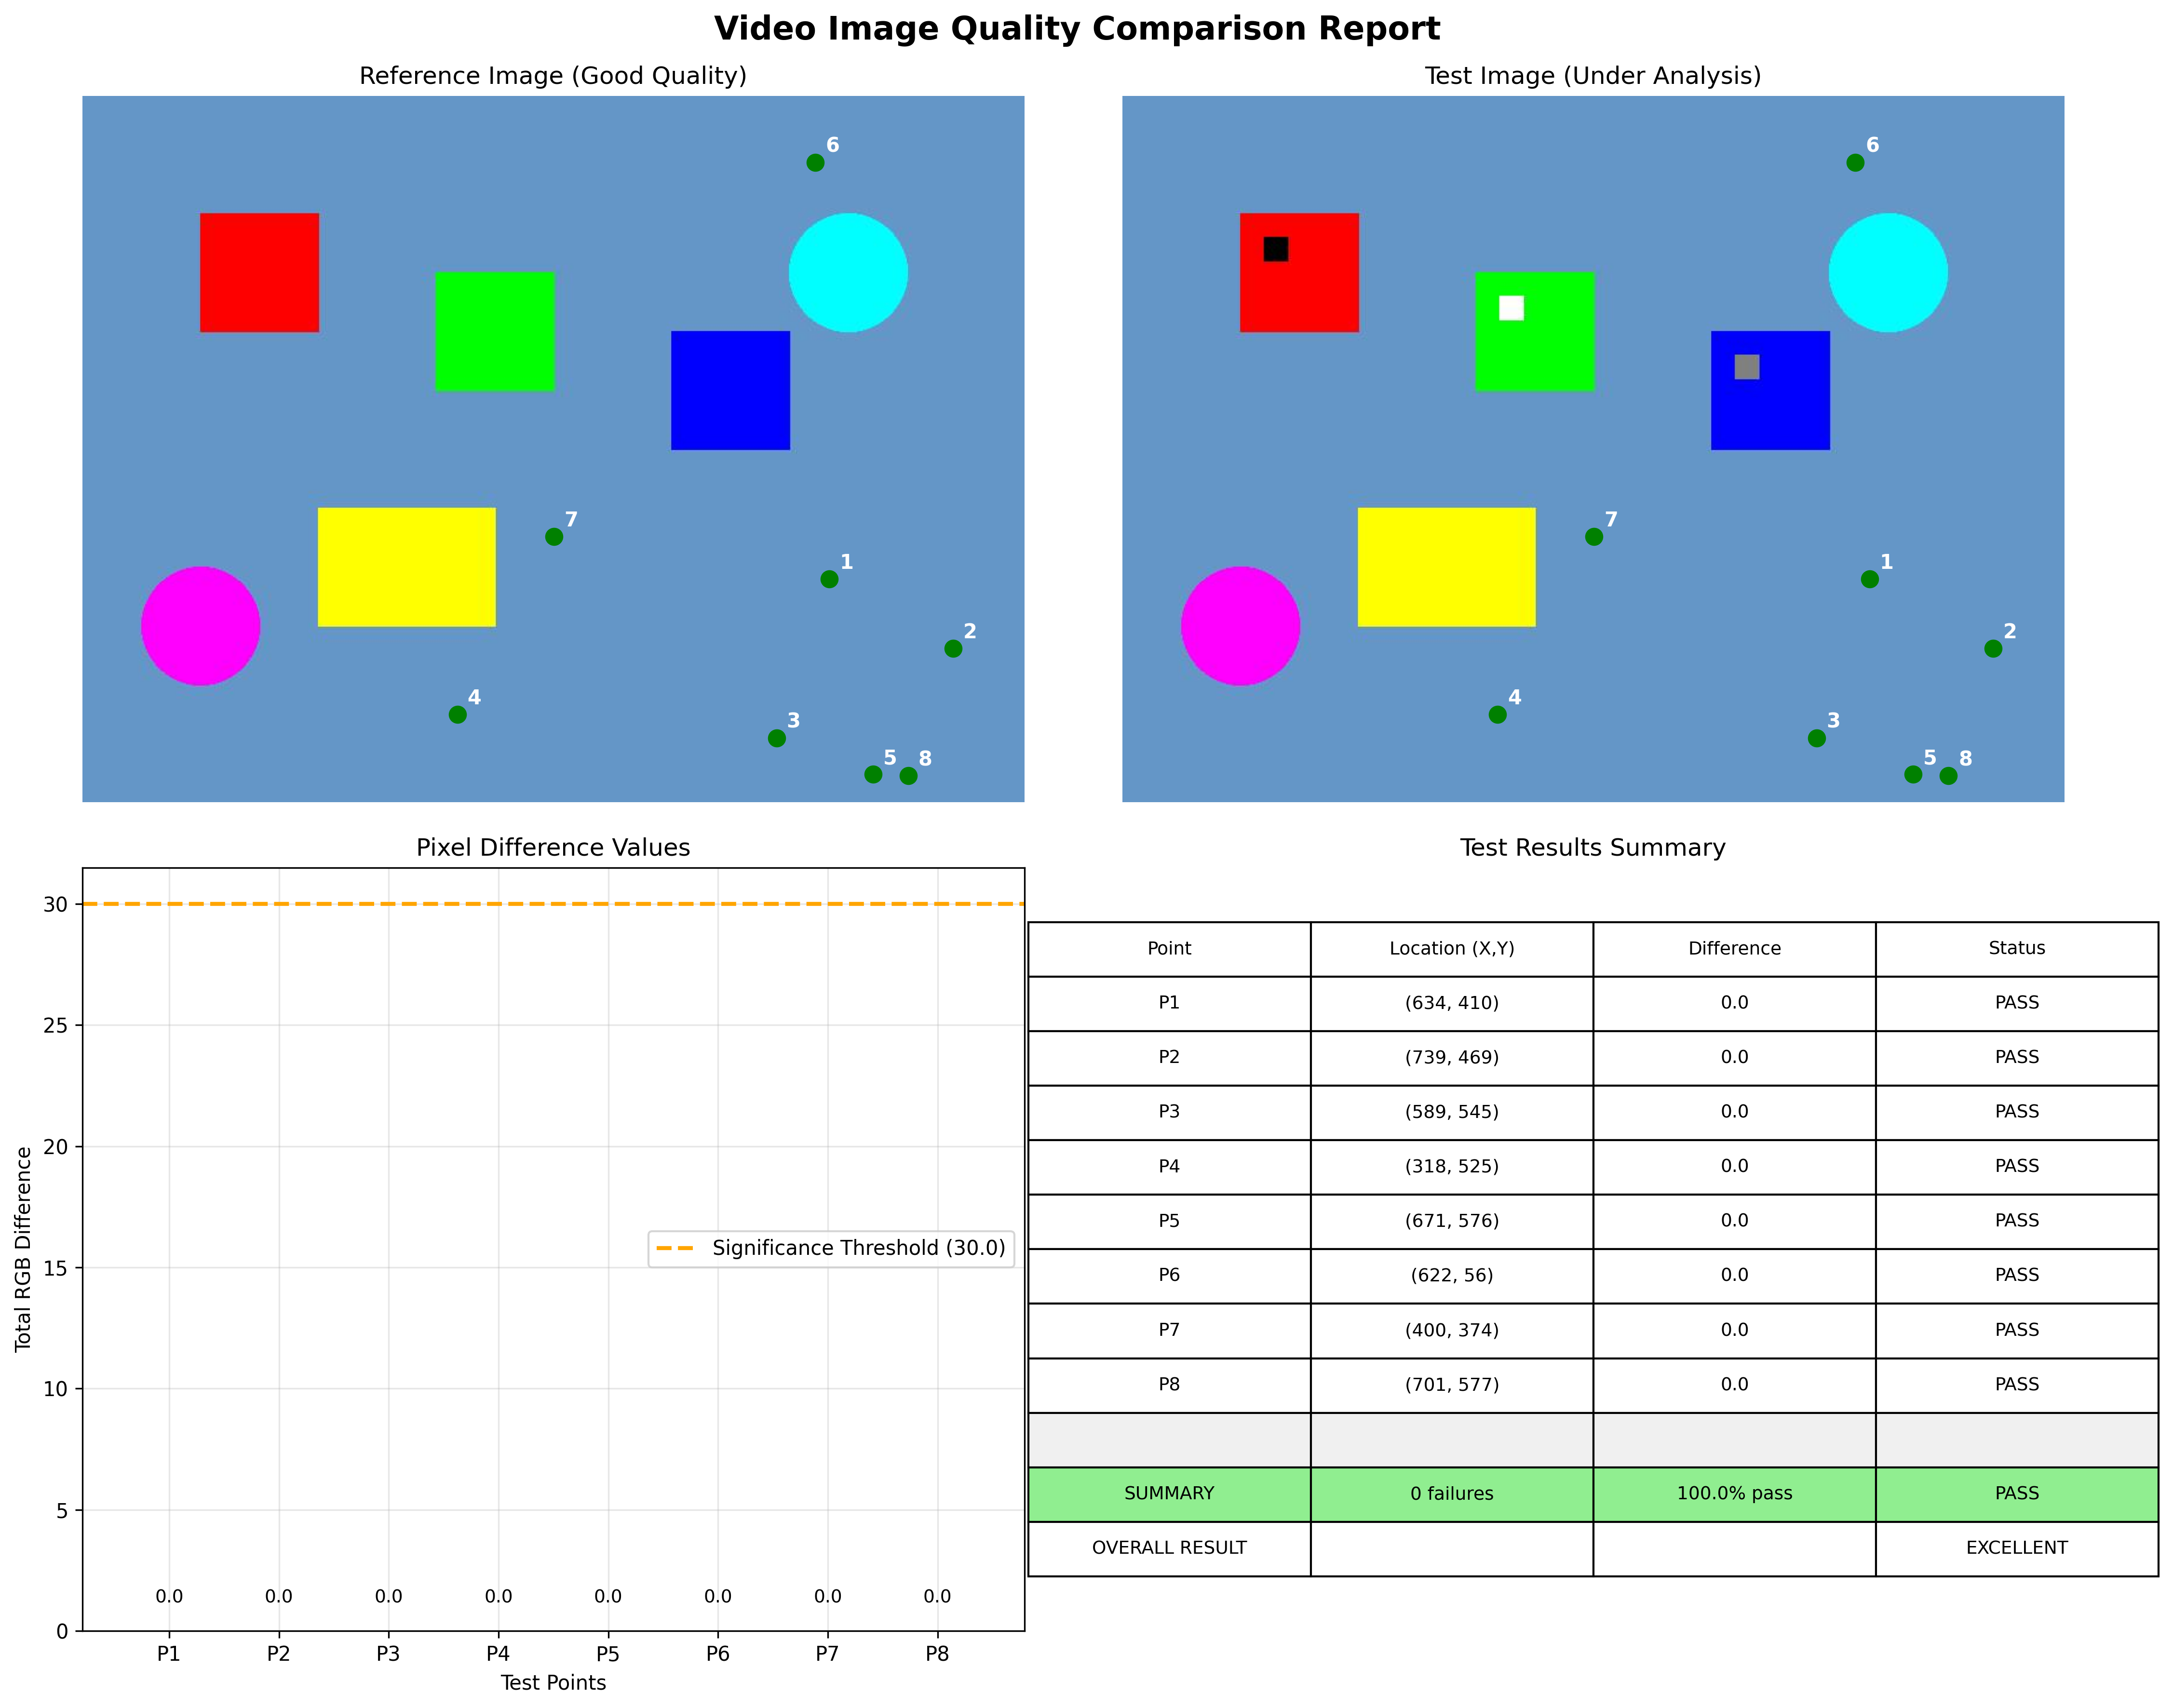 Video Image Quality Comparison Report
Reference Image (Good Quality)
6
7
1
2
4
3
5
8
Test Image (Under Analysis)
6
7
1
2
4
3
5
8
Pixel Difference Values
Total RGB Difference
30
25
20
15
10
5
0
Significance Threshold (30.0)
0.0 0.0 0.0 0.0 0.0 0.0 0.0 0.0
P1 P2 P3 P4 P5 P6 P7 P8
Test Points
Test Results Summary
Point Location (X,Y) Difference Status
P1 (634, 410) 0.0 PASS
P2 (739, 469) 0.0 PASS
P3 (589, 545) 0.0 PASS
P4 (318, 525) 0.0 PASS
P5 (671, 576) 0.0 PASS
P6 (622, 56) 0.0 PASS
P7 (400, 374) 0.0 PASS
P8 (701, 577) 0.0 PASS
SUMMARY 0 failures 100.0% pass PASS
OVERALL RESULT EXCELLENT